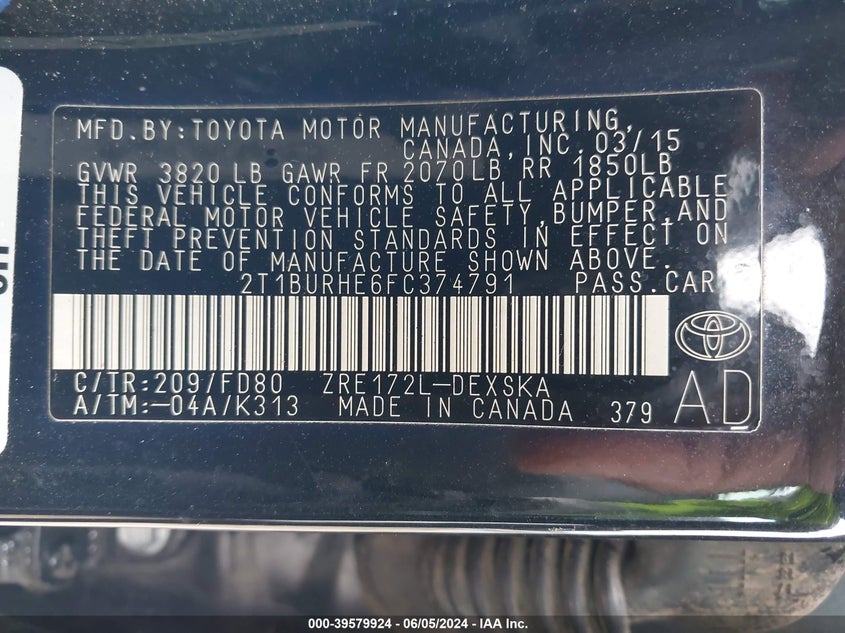 MFD.BY:TOYOTA MOTOR MANUFACTURING,
CANADA,INC.03/15
GVWR 3820 LB GAWR FR 2070LB RR 1850LB
THIS VEHICLE CONFORMS TO ALL APPLICABLE
FEDERAL MOTOR VEHICLE SAFETY,BUMPER,AND
THEFT PREVENTION STANDARDS IN EFFECT ON
THE DATE OF MANUFACTURE SHOWN ABOVE.
2T1BURHE6FC374791 PASS.CAR
C/TR:209/FD80 ZRE172L-DEXSKA
A/TM:-04A/K313 MADE IN CANADA 379 AD
000-39579924 - 06/05/2024 - IAA Inc.